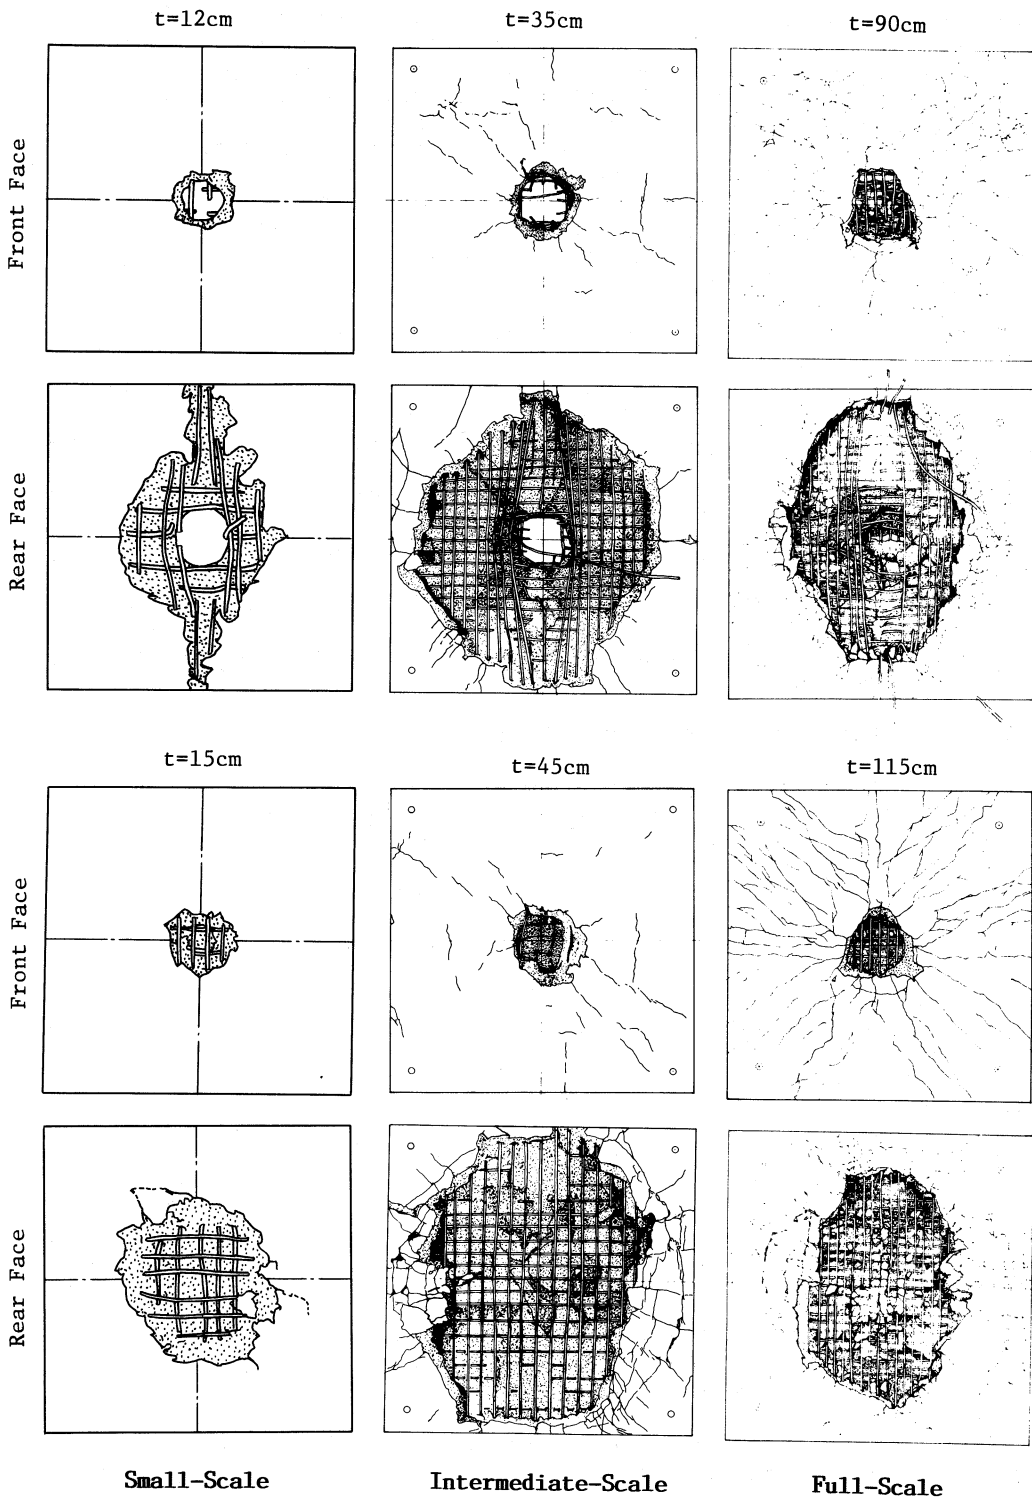 t=12cm t=35cm t=90cm
Front Face
Rear Face
t=15cm t=45cm t=115cm
Front Face
Rear Face
Small-Scale Intermediate-Scale Full-Scale